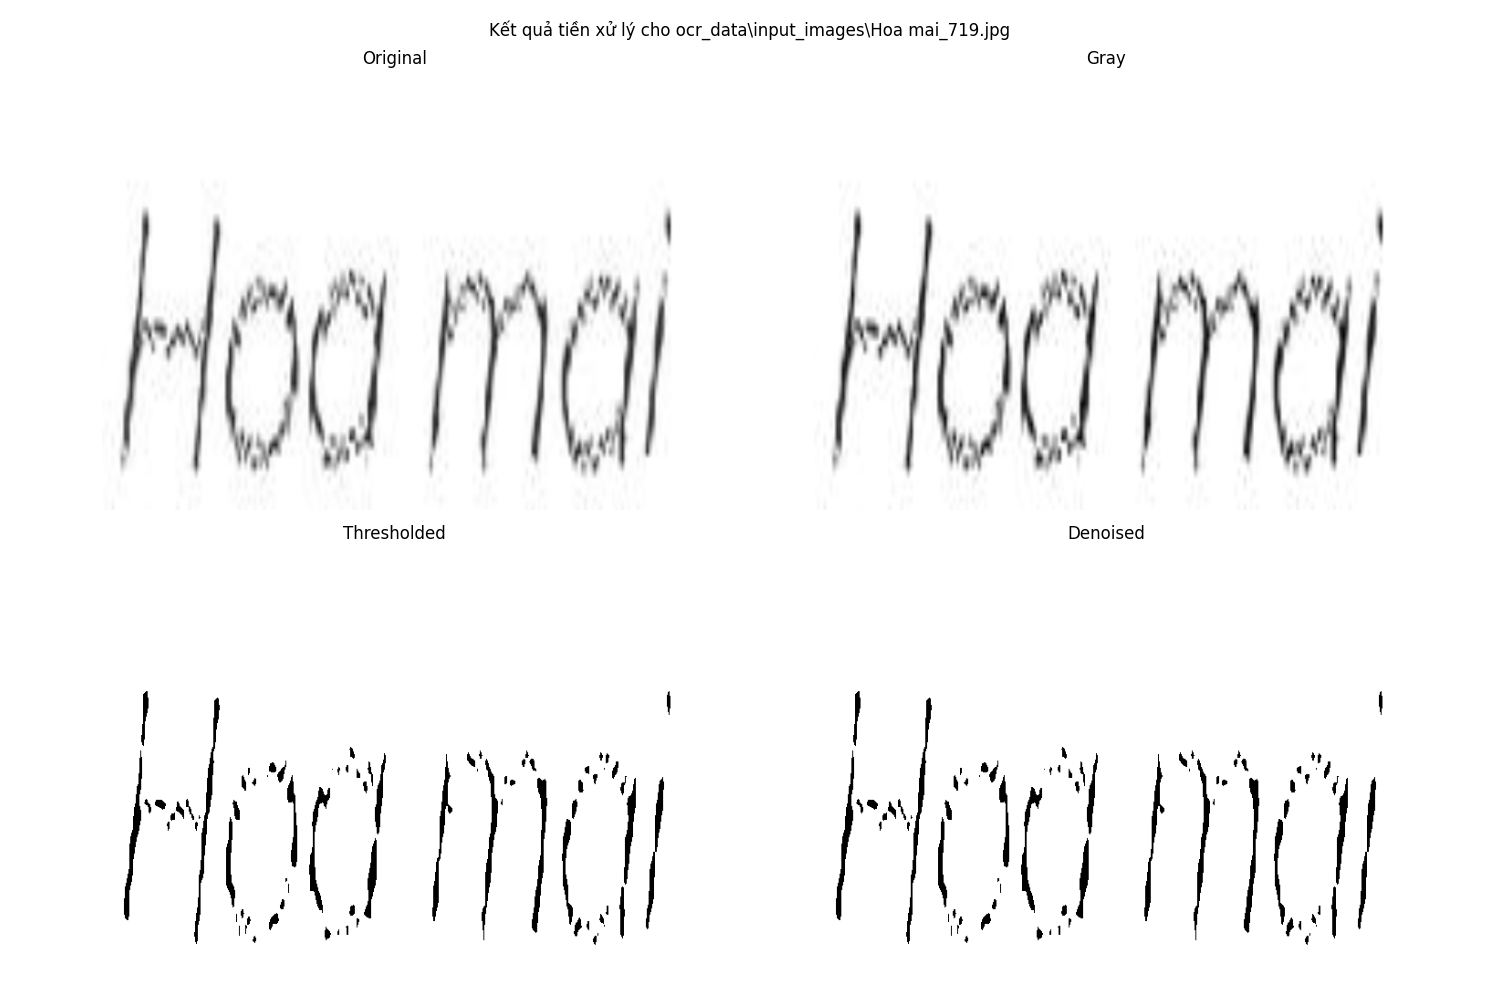 Kết quả tiền xử lý cho ocr_data\input_images\Hoa mai_719.jpg
Original
Gray
Hoa mai
Hoa mai
Thresholded
Denoised
Hoa mai
Hoa mai